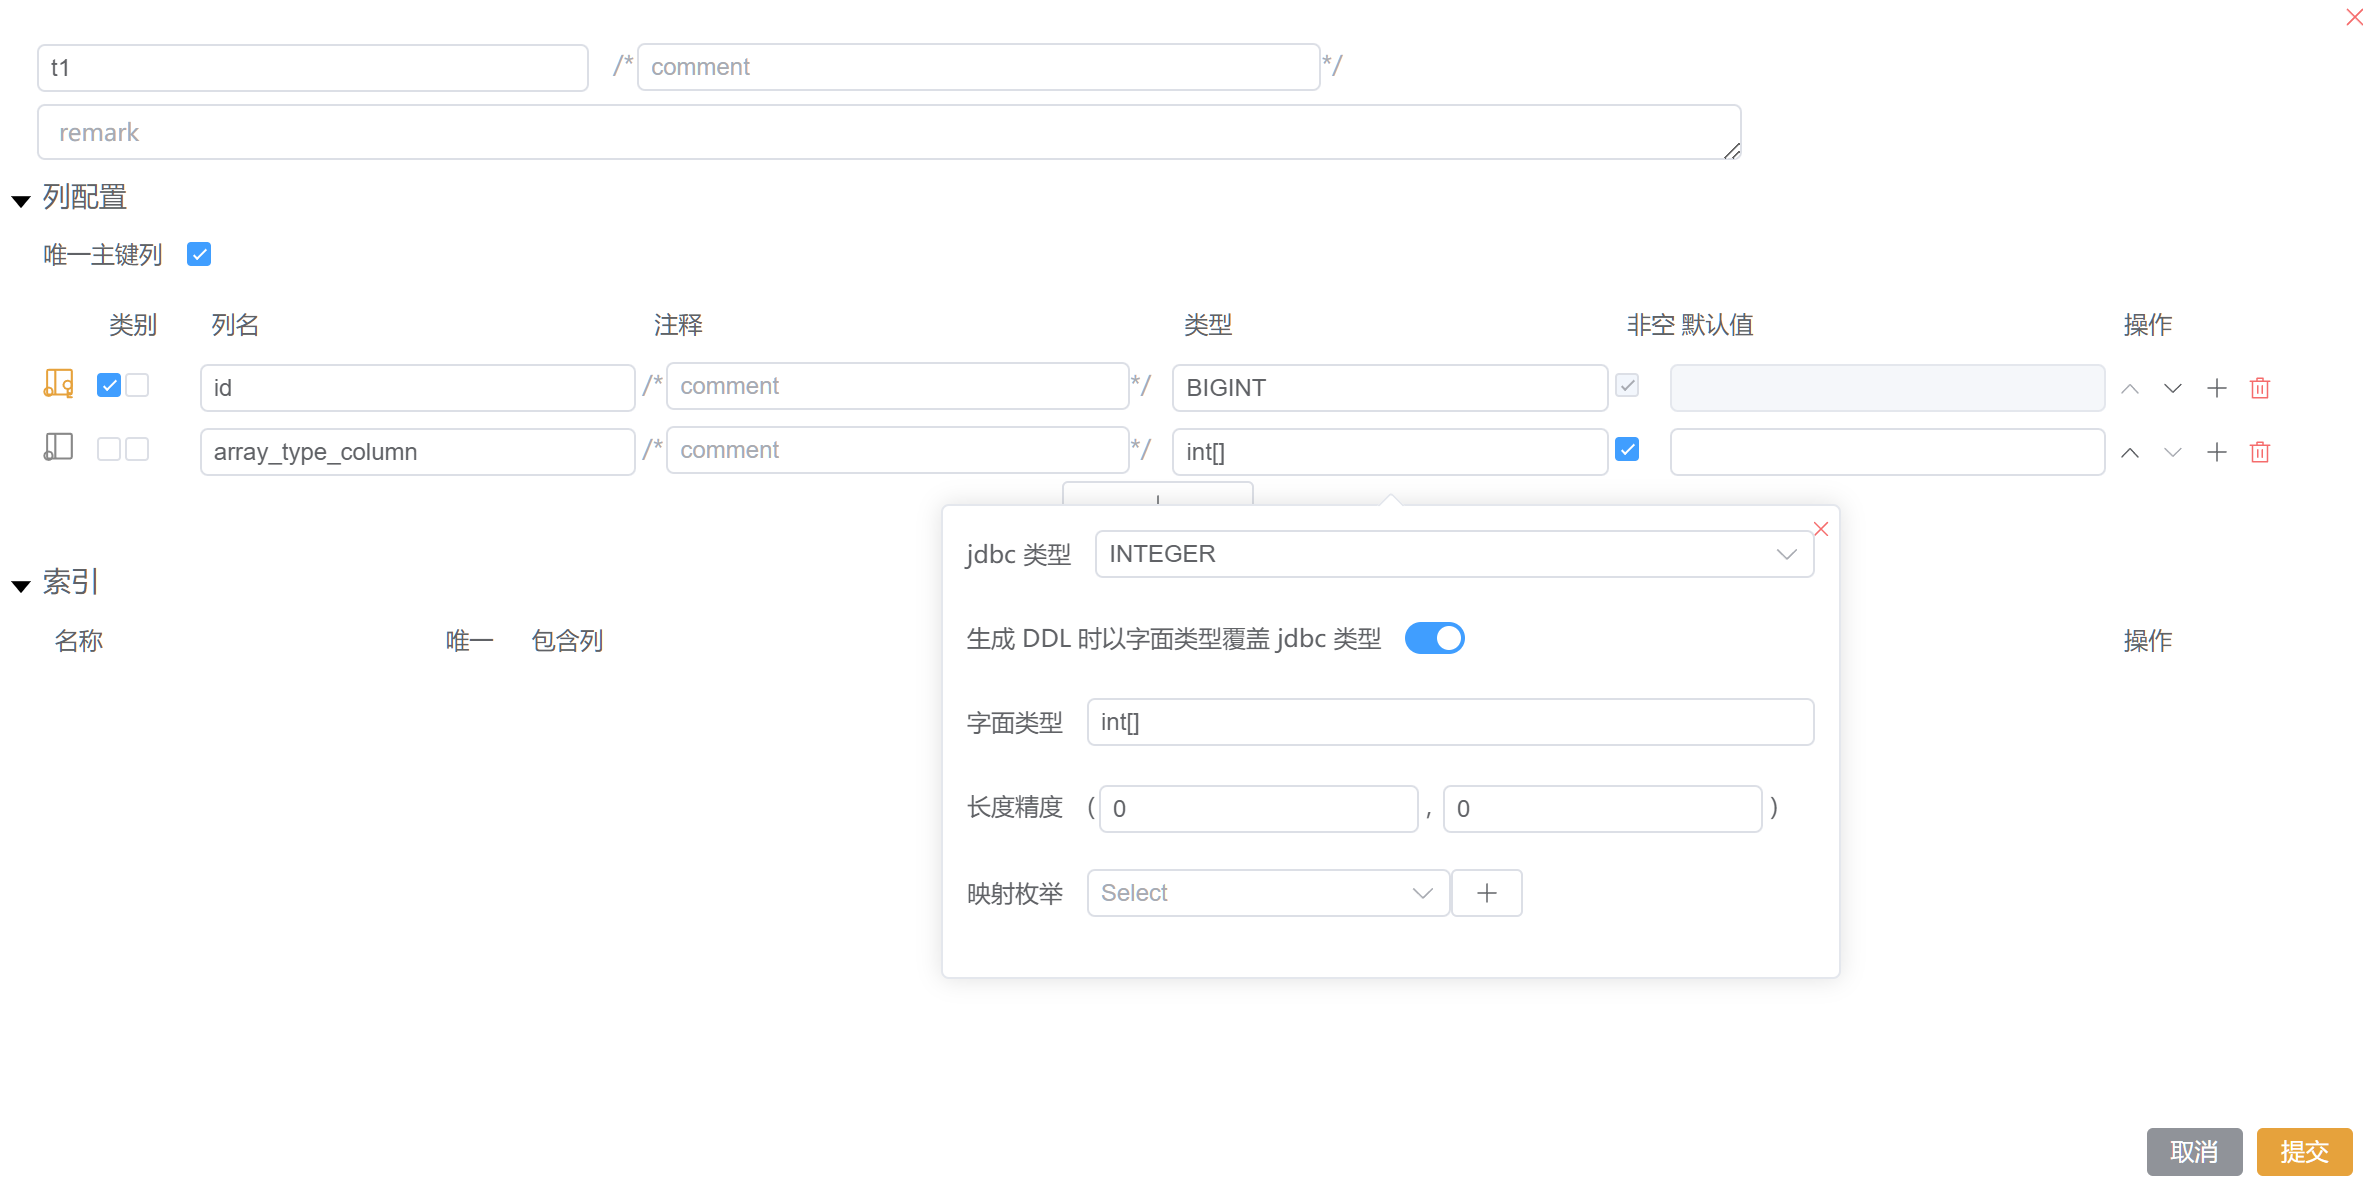 t1 /* comment */
remark
列配置
唯一主键列
类别 列名 注释 类型 非空 默认值 操作
id /* comment */ BIGINT
array_type_column /* comment */ int[]
jdbc 类型 INTEGER
生成 DDL 时以字面类型覆盖 jdbc 类型
字面类型 int[]
长度精度 ( 0 , 0 )
映射枚举 Select
索引
名称 唯一 包含列 操作
取消 提交